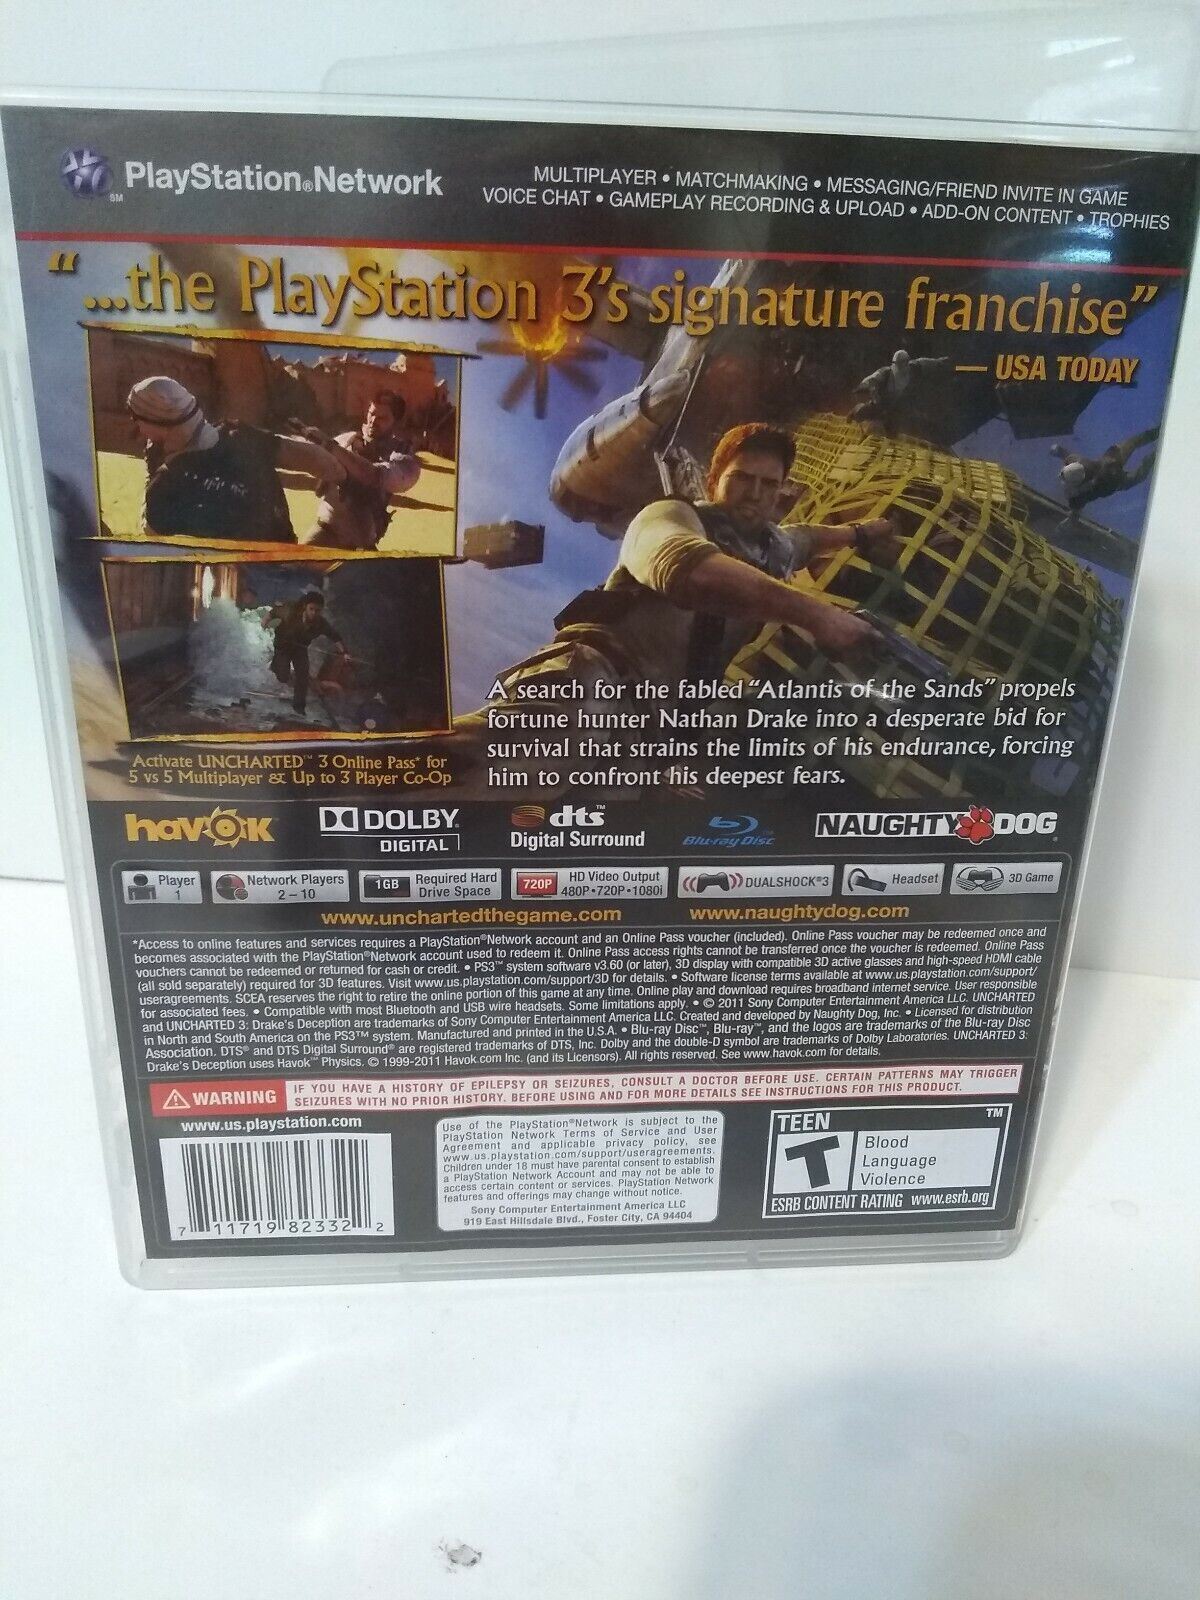 PlayStation®Network
SM
MULTIPLAYER • MATCHMAKING • MESSAGING/FRIEND INVITE IN GAME
VOICE CHAT • GAMEPLAY RECORDING & UPLOAD • ADD-ON CONTENT • TROPHIES
“...the PlayStation 3's signature franchise”
— USA TODAY
A search for the fabled “Atlantis of the Sands” propels
fortune hunter Nathan Drake into a desperate bid for
survival that strains the limits of his endurance, forcing
him to confront his deepest fears.
Activate UNCHARTED™ 3 Online Pass* for
5 vs 5 Multiplayer & Up to 3 Player Co-Op
havok
DOLBY
DIGITAL
dts™
Digital Surround
Blu-ray Disc™
NAUGHTY DOG®
Player
1
Network Players
2 – 10
1GB
Required Hard
Drive Space
720P
HD Video Output
480P•720P•1080i
DUALSHOCK®3
Headset
3D Game
www.unchartedthegame.com
www.naughtydog.com
*Access to online features and services requires a PlayStation®Network account and an Online Pass voucher (included). Online Pass voucher may be redeemed once and
becomes associated with the PlayStation®Network account used to redeem it. Online Pass access rights cannot be transferred once the voucher is redeemed. Online Pass
vouchers cannot be redeemed or returned for cash or credit. • PS3™ system software v3.60 (or later), 3D display with compatible 3D active glasses and high-speed HDMI cable
(all sold separately) required for 3D features. Visit www.us.playstation.com/support/3D for details. • Software license terms available at www.us.playstation.com/support/
useragreements. SCEA reserves the right to retire the online portion of this game at any time. Online play and download requires broadband internet service. User responsible
for associated fees. • Compatible with most Bluetooth and USB wire headsets. Some limitations apply. • © 2011 Sony Computer Entertainment America LLC. UNCHARTED
and UNCHARTED 3: Drake's Deception are trademarks of Sony Computer Entertainment America LLC. Created and developed by Naughty Dog, Inc. • Licensed for distribution
in North and South America on the PS3™ system. Manufactured and printed in the U.S.A. • Blu-ray Disc™, Blu-ray™, and the logos are trademarks of the Blu-ray Disc
Association. DTS® and DTS Digital Surround® are registered trademarks of DTS, Inc. Dolby and the double-D symbol are trademarks of Dolby Laboratories. UNCHARTED 3:
Drake's Deception uses Havok™ Physics. © 1999-2011 Havok.com Inc. (and its Licensors). All rights reserved. See www.havok.com for details.
WARNING
IF YOU HAVE A HISTORY OF EPILEPSY OR SEIZURES, CONSULT A DOCTOR BEFORE USE. CERTAIN PATTERNS MAY TRIGGER
SEIZURES WITH NO PRIOR HISTORY. BEFORE USING AND FOR MORE DETAILS SEE INSTRUCTIONS FOR THIS PRODUCT.
www.us.playstation.com
7 11719 82332 2
Use of the PlayStation®Network is subject to the
PlayStation Network Terms of Service and User
Agreement and applicable privacy policy, see
www.us.playstation.com/support/useragreements.
Children under 18 must have parental consent to establish
a PlayStation Network Account and may not be able to
access certain content or services. PlayStation Network
features and offerings may change without notice.
Sony Computer Entertainment America LLC
919 East Hillsdale Blvd., Foster City, CA 94404
TEEN
™
T
Blood
Language
Violence
ESRB CONTENT RATING www.esrb.org